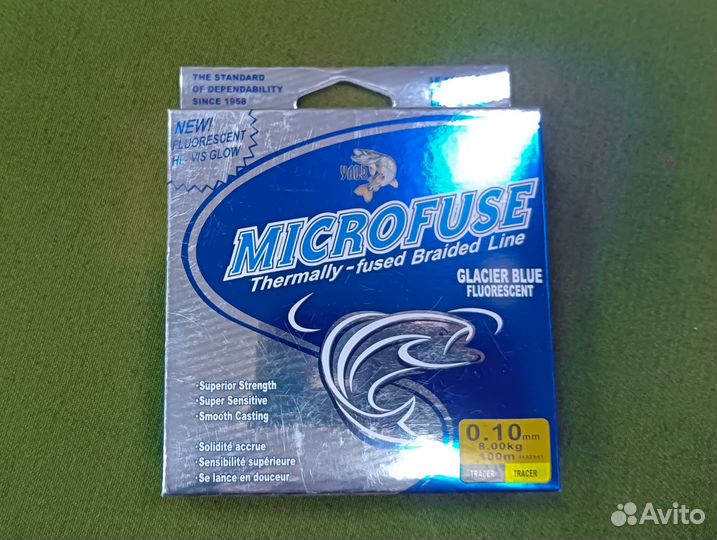 THE STANDARD
OF DEPENDABILITY
SINCE 1958
NEW!
FLUORESCENT
HI-VIS GLOW
УЛОВ
MICROFUSE
Thermally-fused Braided Line
GLACIER BLUE
FLUORESCENT
·Superior Strength
·Super Sensitive
·Smooth Casting
·Solidité accrue
·Sensibilité supérieure
·Se lance en douceur
0.10mm
8.00kg
100m
TRACER
TRACER
Avito